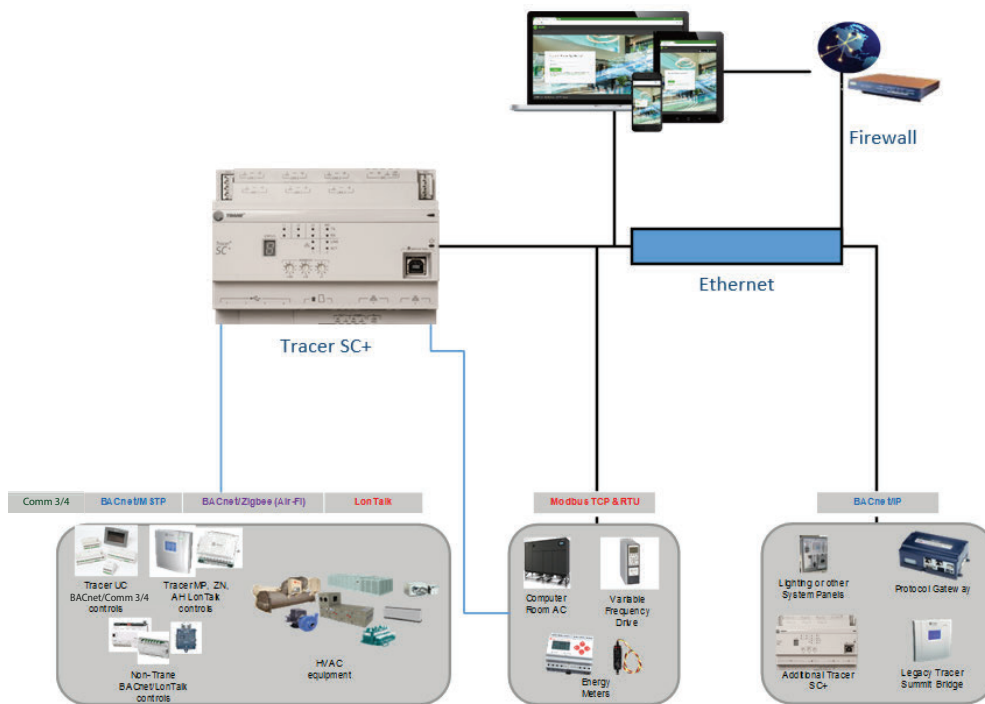 Firewall
TRANE
Tracer
SC+
Ethernet
Tracer SC+
Comm 3/4
BACnet/MSTP
BACnet/Zigbee (Air-Fi)
LonTalk
Modbus TCP & RTU
BACnet/IP
Tracer UC
BACnet/Comm 3/4
controls
Tracer MP, ZN,
AH LonTalk
controls
Non-Trane
BACnet/LonTalk
controls
HVAC
equipment
Computer
Room AC
Variable
Frequency
Drive
Energy
Meters
Lighting or other
System Panels
Protocol Gateway
Additional Tracer
SC+
Legacy Tracer
Summit Bridge